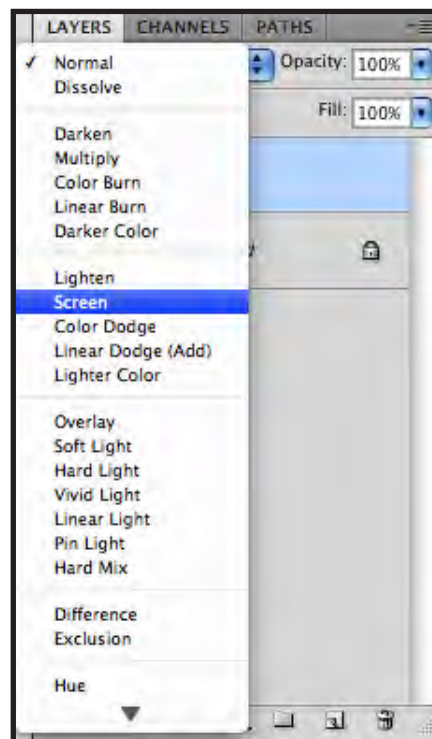 LAYERS CHANNELS PATHS
✓ Normal Opacity: 100%
Dissolve
Fill: 100%
Darken
Multiply
Color Burn
Linear Burn
Darker Color
Lighten
Screen
Color Dodge
Linear Dodge (Add)
Lighter Color
Overlay
Soft Light
Hard Light
Vivid Light
Linear Light
Pin Light
Hard Mix
Difference
Exclusion
Hue